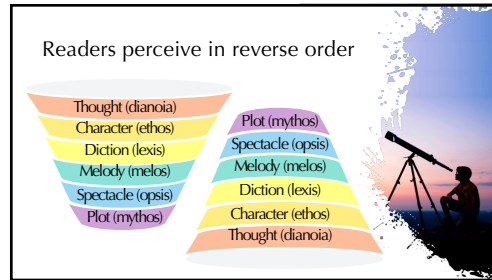 Readers perceive in reverse order
Thought (dianoia)
Character (ethos)
Diction (lexis)
Melody (melos)
Spectacle (opsis)
Plot (mythos)
Plot (mythos)
Spectacle (opsis)
Melody (melos)
Diction (lexis)
Character (ethos)
Thought (dianoia)